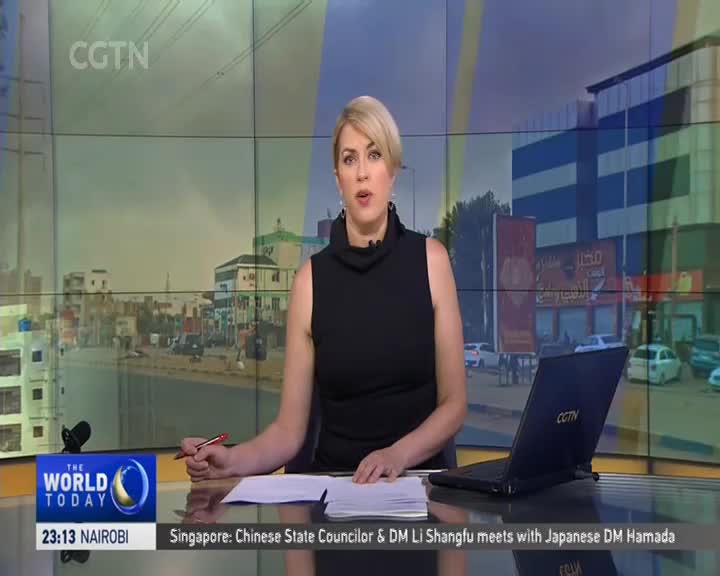 CGTN
مخبز
CGTN
THE
WORLD
TODAY
23:13 NAIROBI
Singapore: Chinese State Councilor & DM Li Shangfu meets with Japanese DM Hamada